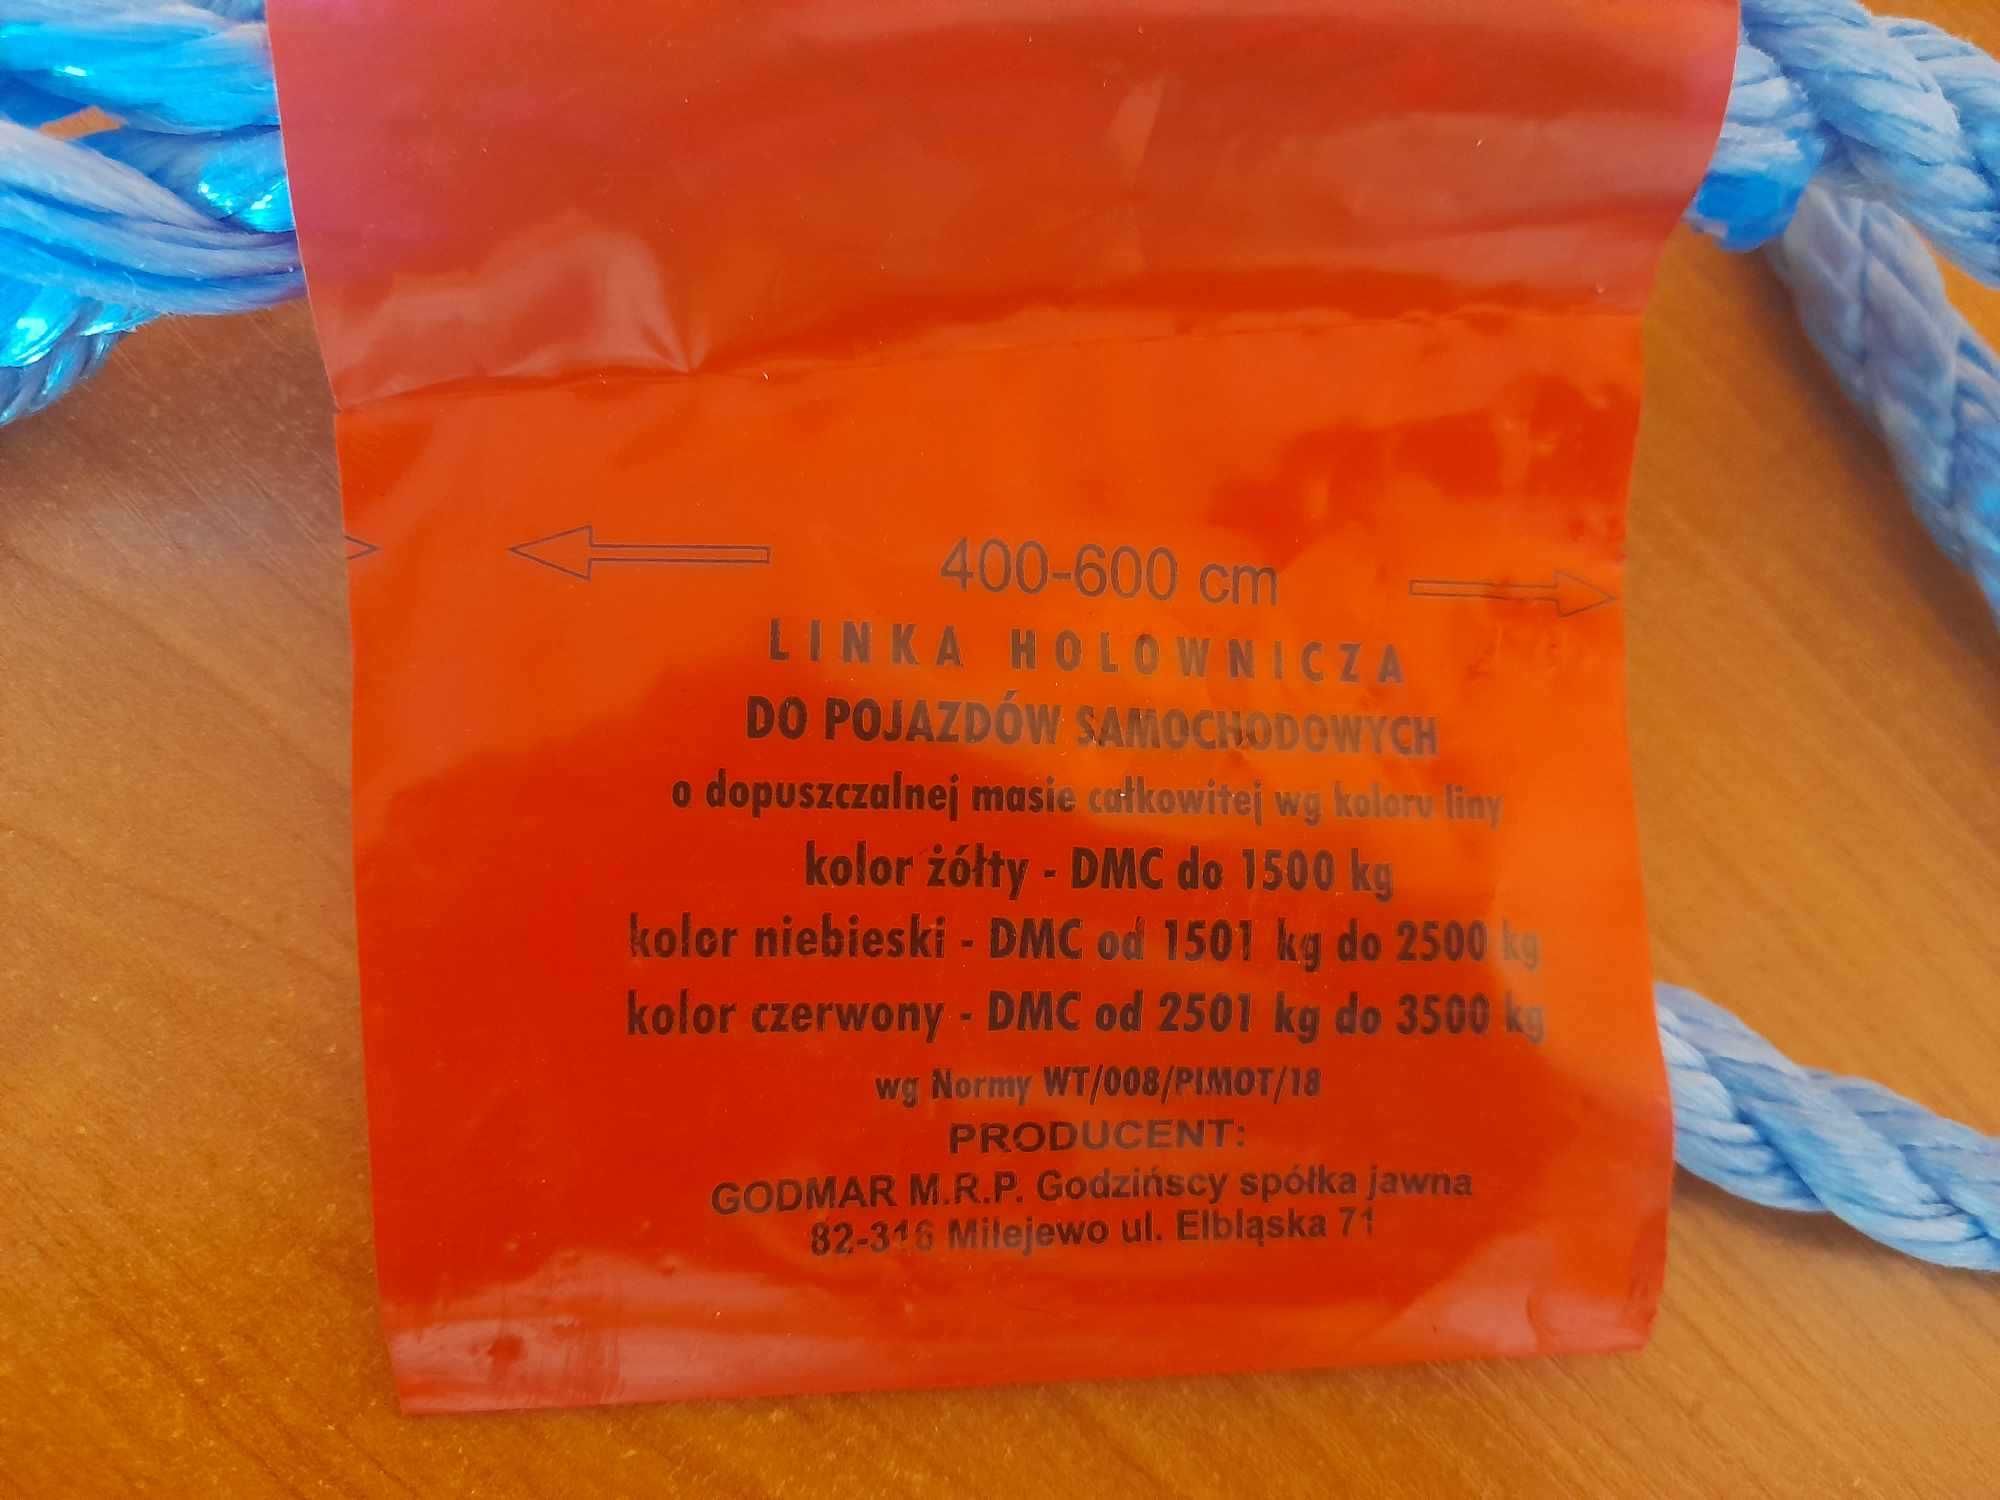 400-600 cm
LINKA HOLOWNICZA
DO POJAZDÓW SAMOCHODOWYCH
o dopuszczalnej masie całkowitej wg koloru liny
kolor żółty - DMC do 1500 kg
kolor niebieski - DMC od 1501 kg do 2500 kg
kolor czerwony - DMC od 2501 kg do 3500 kg
wg Normy WT/008/PIMOT/18
PRODUCENT:
GODMAR M.R.P. Godzińscy spółka jawna
82-316 Milejewo ul. Elbląska 71